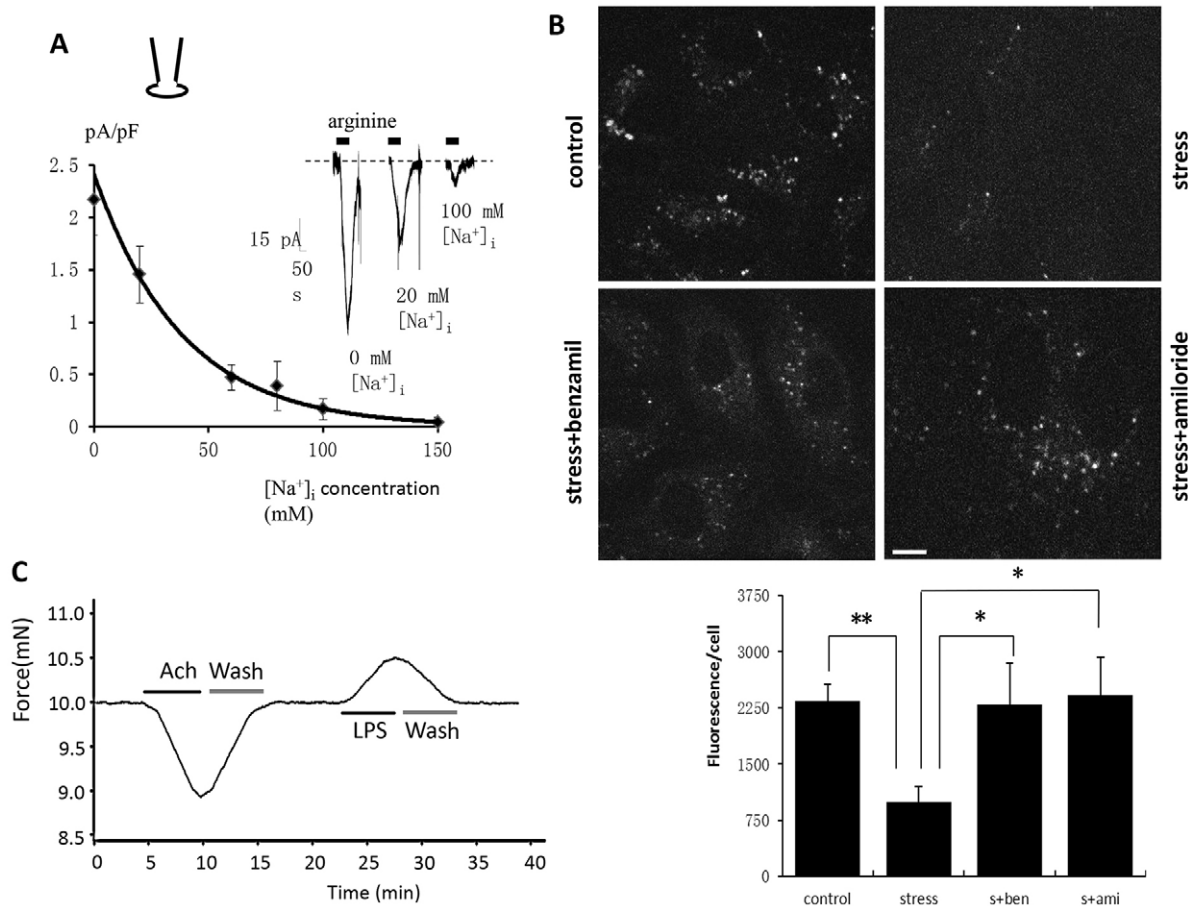 A
pA/pF
2.5
2
1.5
1
0.5
0
0
50
100
150
[Na⁺]i concentration
(mM)
arginine
15 pA
50
s
0 mM
[Na⁺]i
20 mM
[Na⁺]i
100 mM
[Na⁺]i
B
control
stress
stress+benzamil
stress+amiloride
Fluorescence/cell
3750
3000
2250
1500
750
0
**
*
*
control
stress
s+ben
s+ami
C
Force(mN)
11.0
10.5
10.0
9.5
9.0
8.5
Ach
Wash
LPS
Wash
0
5
10
15
20
25
30
35
40
Time (min)